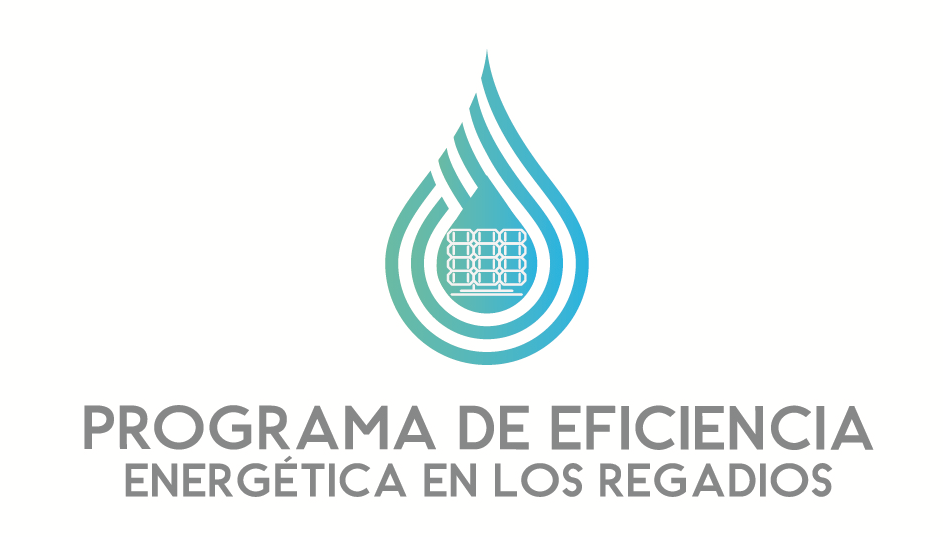 PROGRAMA DE EFICIENCIA
ENERGÉTICA EN LOS REGADIOS